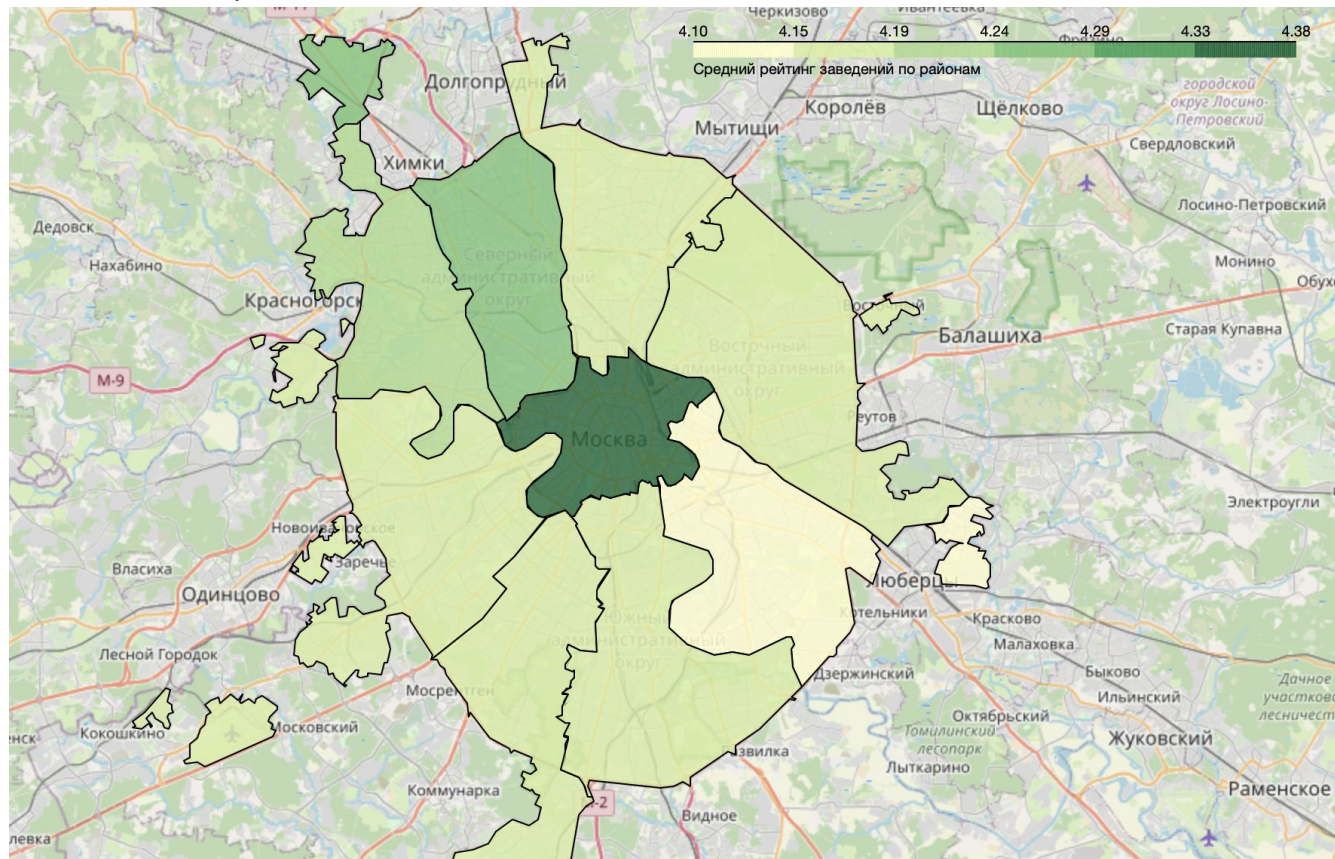 М-11
Черкизово
Ивантеевка
4.10 4.15 4.19 4.24 4.29 4.33 4.38
Фрязино
Средний рейтинг заведений по районам
Долгопрудный
Королёв
Щёлково
городской
округ Лосино-
Петровский
Мытищи
Свердловский
Химки
Лосино-Петровский
Дедовск
Нахабино
Северный
административный
округ
Монино
Красногорск
Балашиха
Старая Купавна
М-9
Восточный
административный
округ
Реутов
Москва
Электроугли
Новоивановское
Заречье
Власиха
Одинцово
Люберцы
Котельники
Красково
Южный
административный
округ
Малаховка
Лесной Городок
Быково
Дзержинский
Мосрентген
Ильинский
Октябрьский
Московский
Кокошкино
Томилинский
лесопарк
Жуковский
Развилка
Лыткарино
Коммунарка
М-2
Видное
Раменское